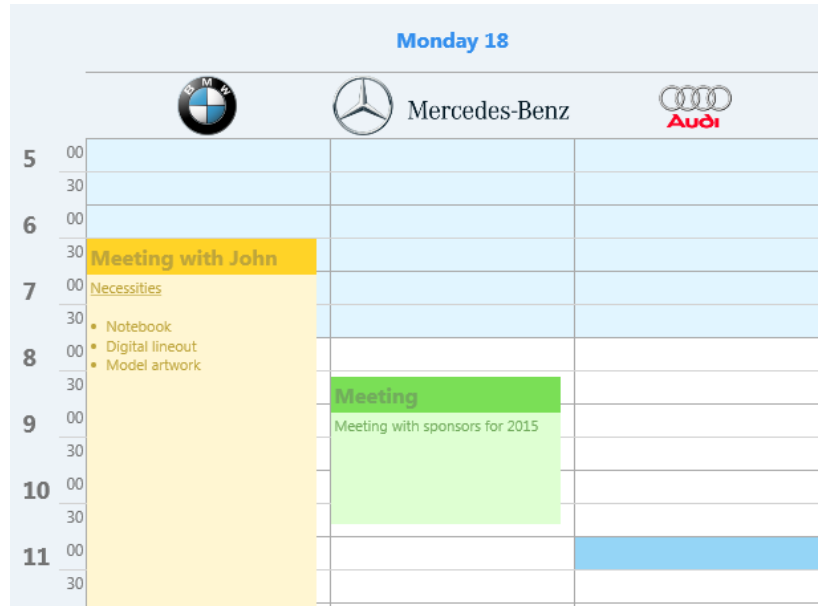 Monday 18
BMW
Mercedes-Benz
Audi
5 00
30
6 00
30 Meeting with John
7 00 Necessities
30 • Notebook
8 00 • Digital lineout
• Model artwork
30 Meeting
9 00 Meeting with sponsors for 2015
30
10 00
30
11 00
30